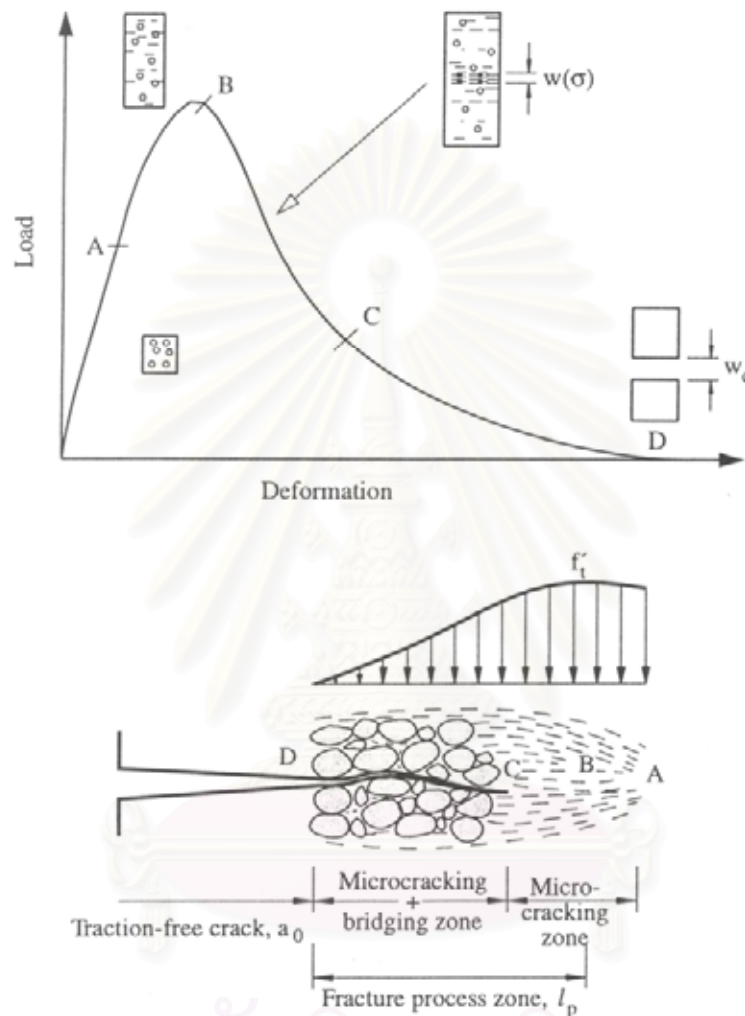 B
w(σ)
A
Load
C
w
D
Deformation
f′t
D
C
B
A
Microcracking
+
bridging zone
Micro-
cracking
zone
Traction-free crack, a0
Fracture process zone, lp